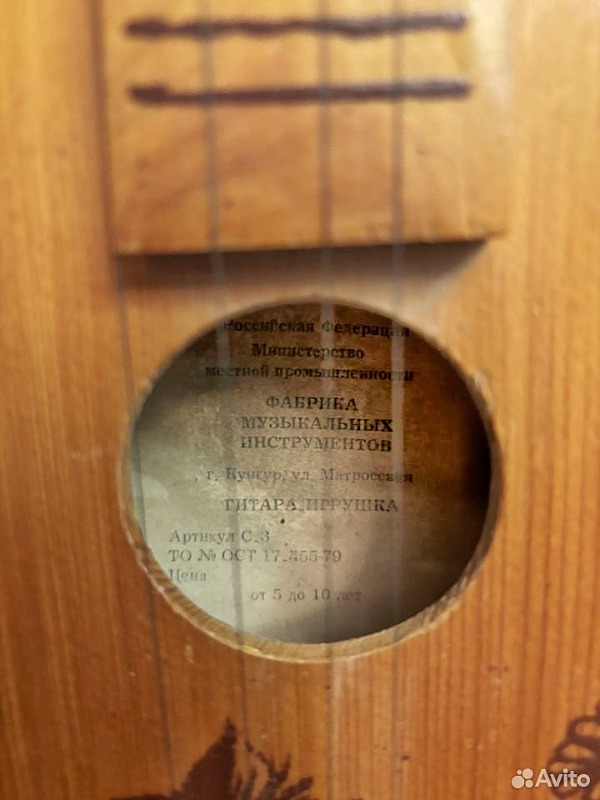 Российская Федерация
Министерство
местной промышленности
ФАБРИКА
МУЗЫКАЛЬНЫХ
ИНСТРУМЕНТОВ
г. Кунгур, ул. Матросская
ГИТАРА ИГРУШКА
Артикул С-3
ТО № ОСТ 17-455-79
Цена
от 5 до 10 лет
Avito